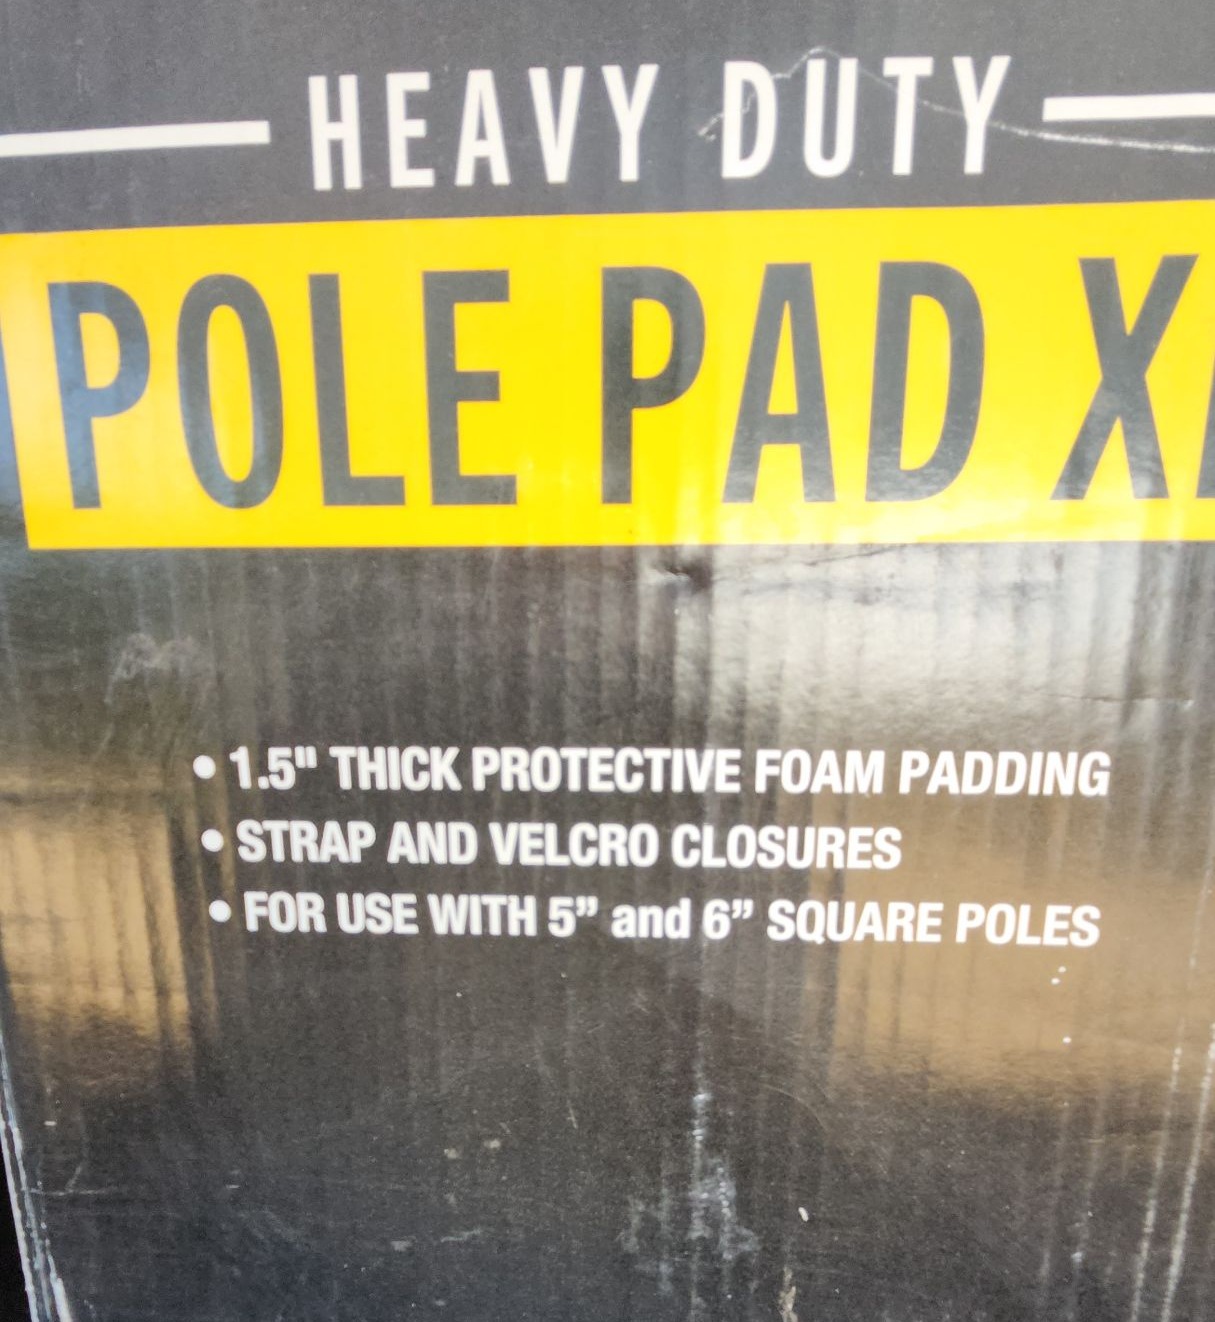 HEAVY DUTY
POLE PAD X
• 1.5" THICK PROTECTIVE FOAM PADDING
• STRAP AND VELCRO CLOSURES
• FOR USE WITH 5” and 6” SQUARE POLES